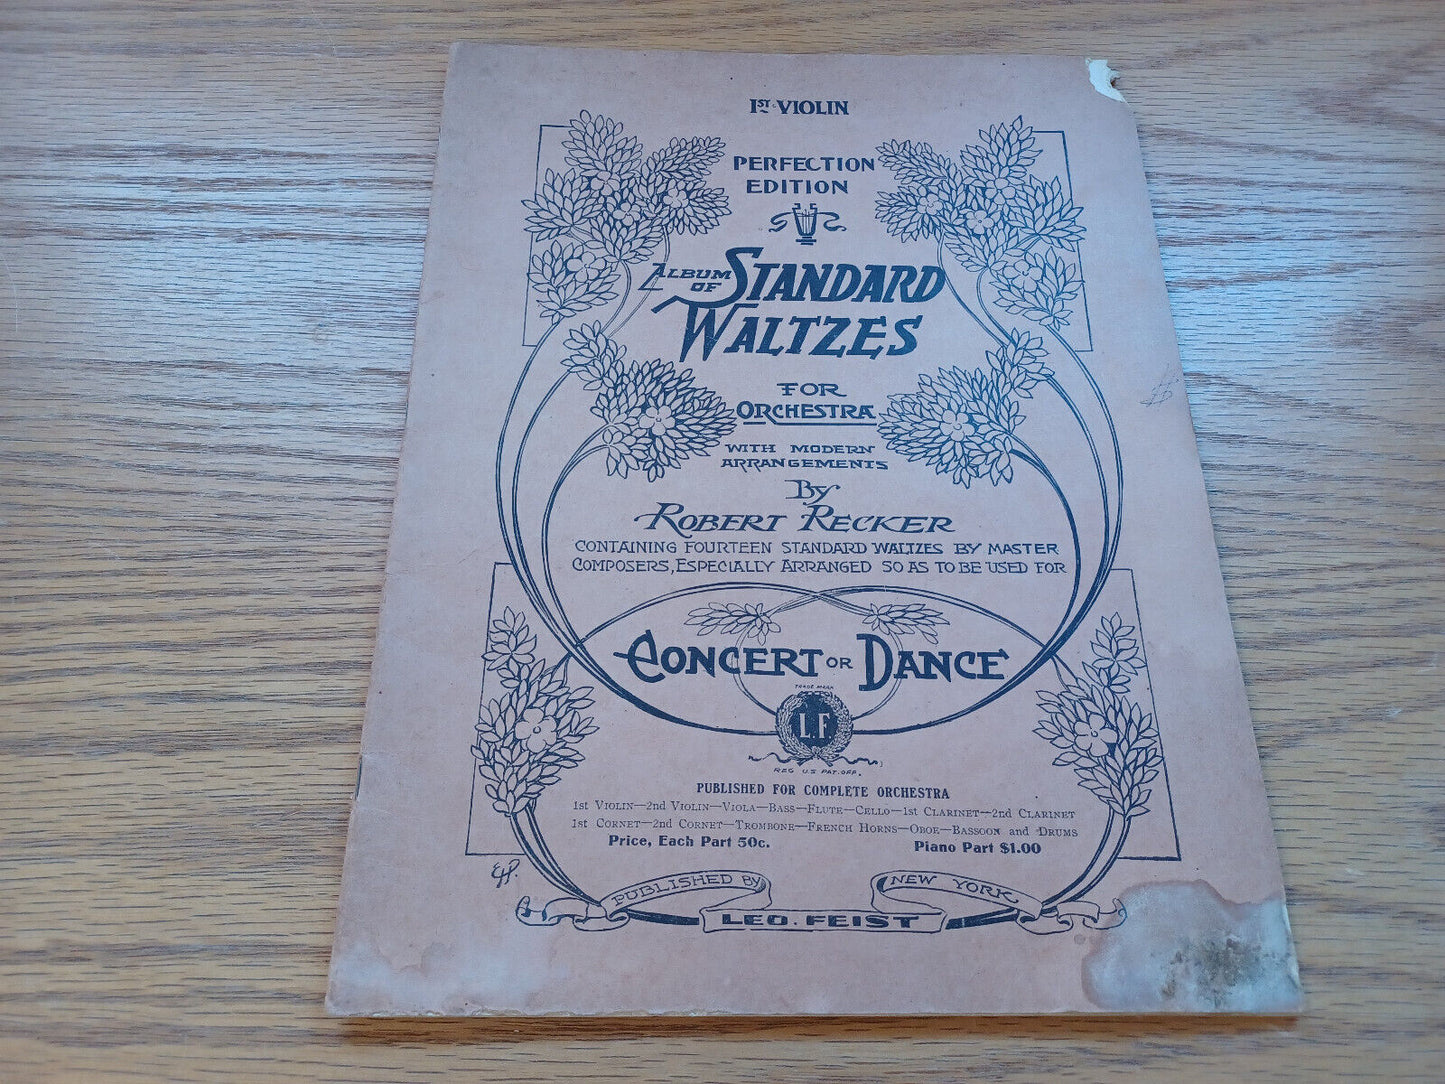 1ST VIOLIN
PERFECTION
EDITION
ALBUM OF STANDARD
WALTZES
FOR
ORCHESTRA
WITH MODERN
ARRANGEMENTS
By
ROBERT RECKER
CONTAINING FOURTEEN STANDARD WALTZES BY MASTER
COMPOSERS, ESPECIALLY ARRANGED SO AS TO BE USED FOR
CONCERT OR DANCE
TRADE MARK
L.F
REG. U.S. PAT. OFF.
PUBLISHED FOR COMPLETE ORCHESTRA
1st VIOLIN—2nd VIOLIN—VIOLA—BASS—FLUTE—CELLO—1st CLARINET—2nd CLARINET
1st CORNET—2nd CORNET—TROMBONE—FRENCH HORNS—OBOE—BASSOON and DRUMS
Price, Each Part 50c. Piano Part $1.00
PUBLISHED BY NEW YORK
LEO. FEIST